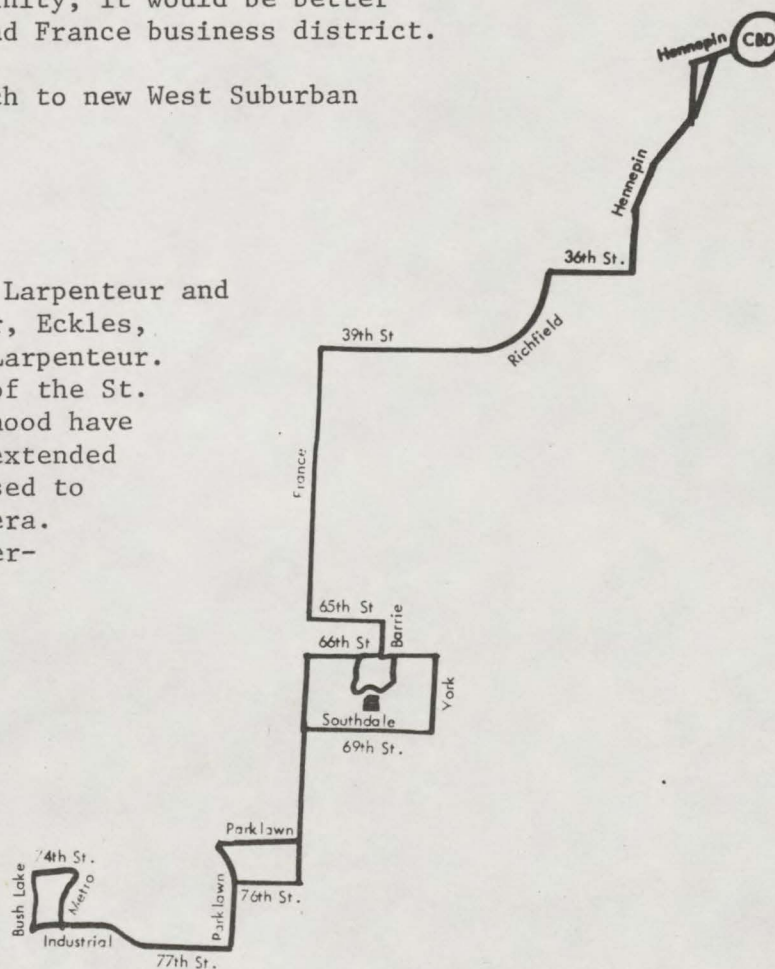 nity, it would be better
d France business district.
ch to new West Suburban
Larpenteur and
, Eckles,
Larpenteur.
of the St.
hood have
extended
sed to
era.
er-
Hennepin
CBD
Hennepin
36th St.
Richfield
39th St
France
65th St
Barrie
66th St
York
Southdale
69th St.
Parklawn
74th St.
Metro
Bush Lake
Parklawn
76th St.
Industrial
77th St.